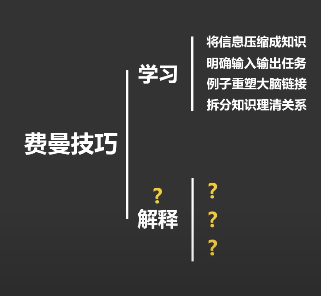 费曼技巧
学习
将信息压缩成知识
明确输入输出任务
例子重塑大脑链接
拆分知识理清关系
?
解释
?
?
?